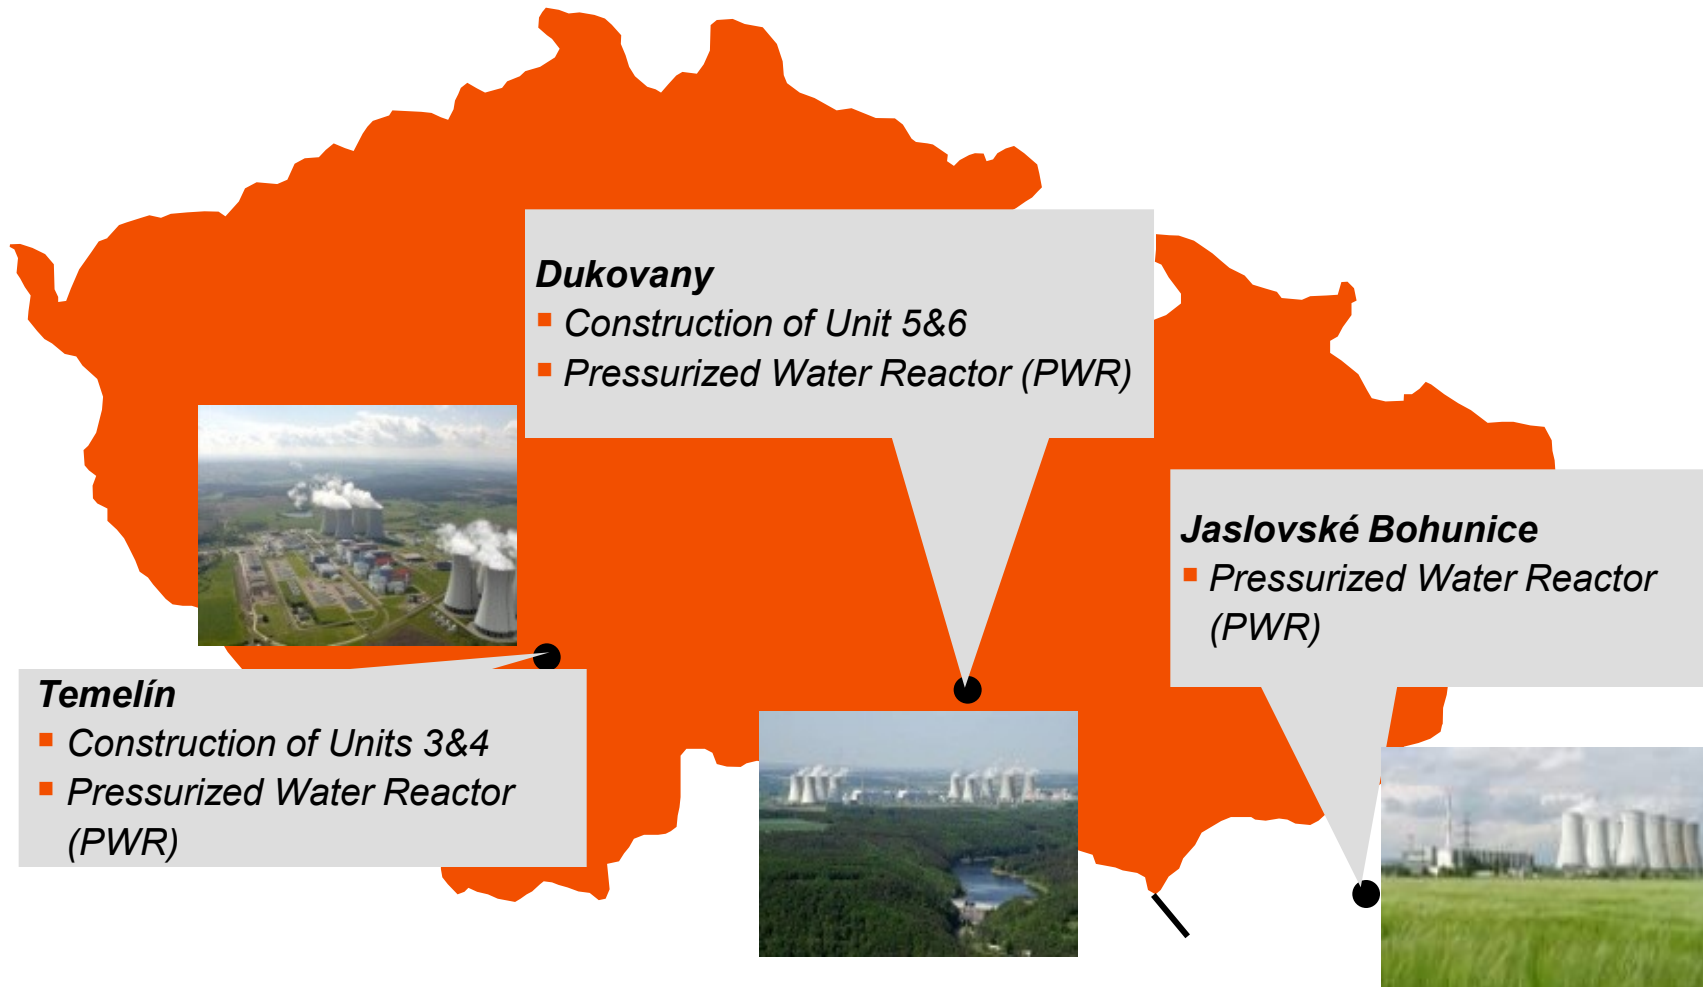 Dukovany
▪ Construction of Unit 5&6
▪ Pressurized Water Reactor (PWR)
Jaslovské Bohunice
▪ Pressurized Water Reactor
(PWR)
Temelín
▪ Construction of Units 3&4
▪ Pressurized Water Reactor
(PWR)